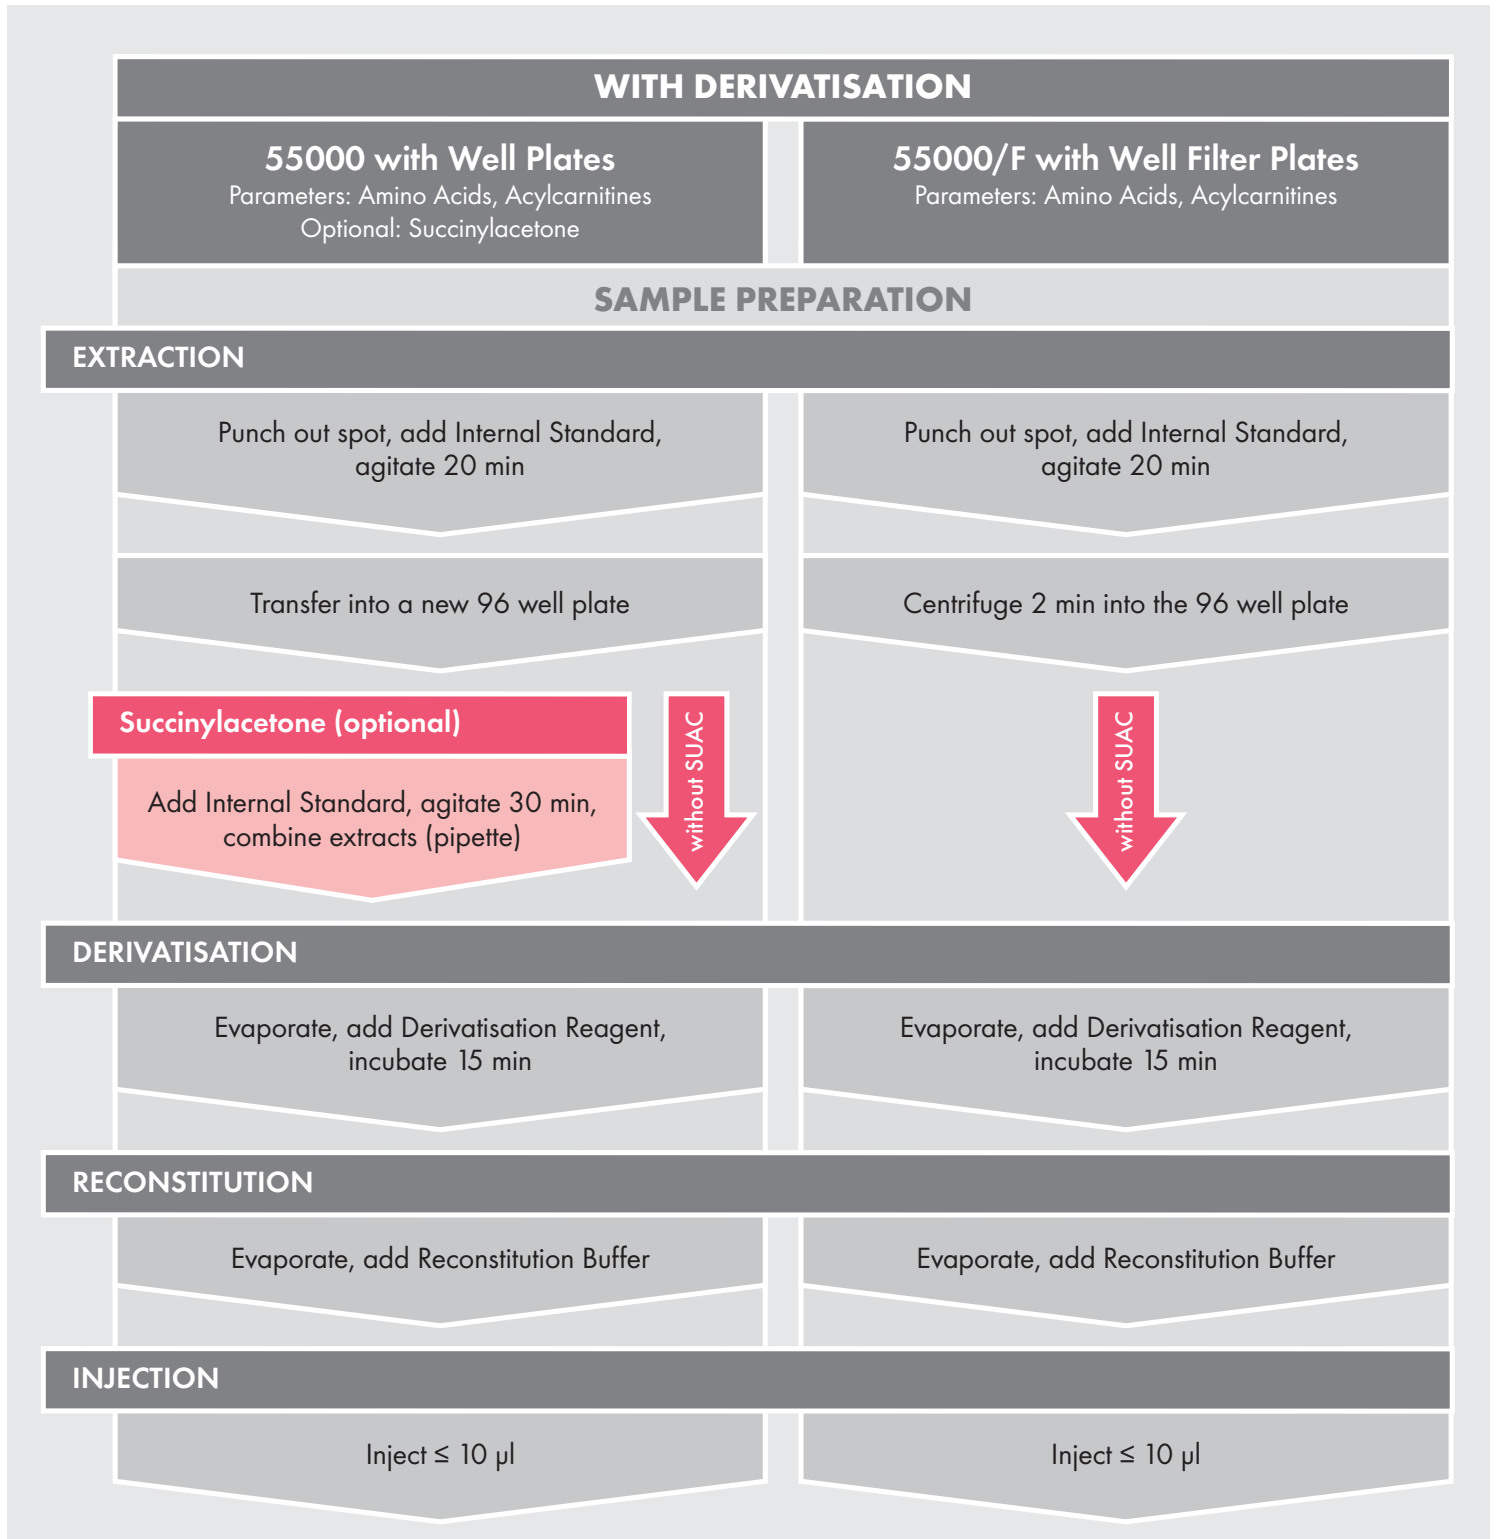 WITH DERIVATISATION
55000 with Well Plates
Parameters: Amino Acids, Acylcarnitines
Optional: Succinylacetone
55000/F with Well Filter Plates
Parameters: Amino Acids, Acylcarnitines
SAMPLE PREPARATION
EXTRACTION
Punch out spot, add Internal Standard,
agitate 20 min
Punch out spot, add Internal Standard,
agitate 20 min
Transfer into a new 96 well plate
Centrifuge 2 min into the 96 well plate
Succinylacetone (optional)
Add Internal Standard, agitate 30 min,
combine extracts (pipette)
without SUAC
without SUAC
DERIVATISATION
Evaporate, add Derivatisation Reagent,
incubate 15 min
Evaporate, add Derivatisation Reagent,
incubate 15 min
RECONSTITUTION
Evaporate, add Reconstitution Buffer
Evaporate, add Reconstitution Buffer
INJECTION
Inject ≤ 10 µl
Inject ≤ 10 µl